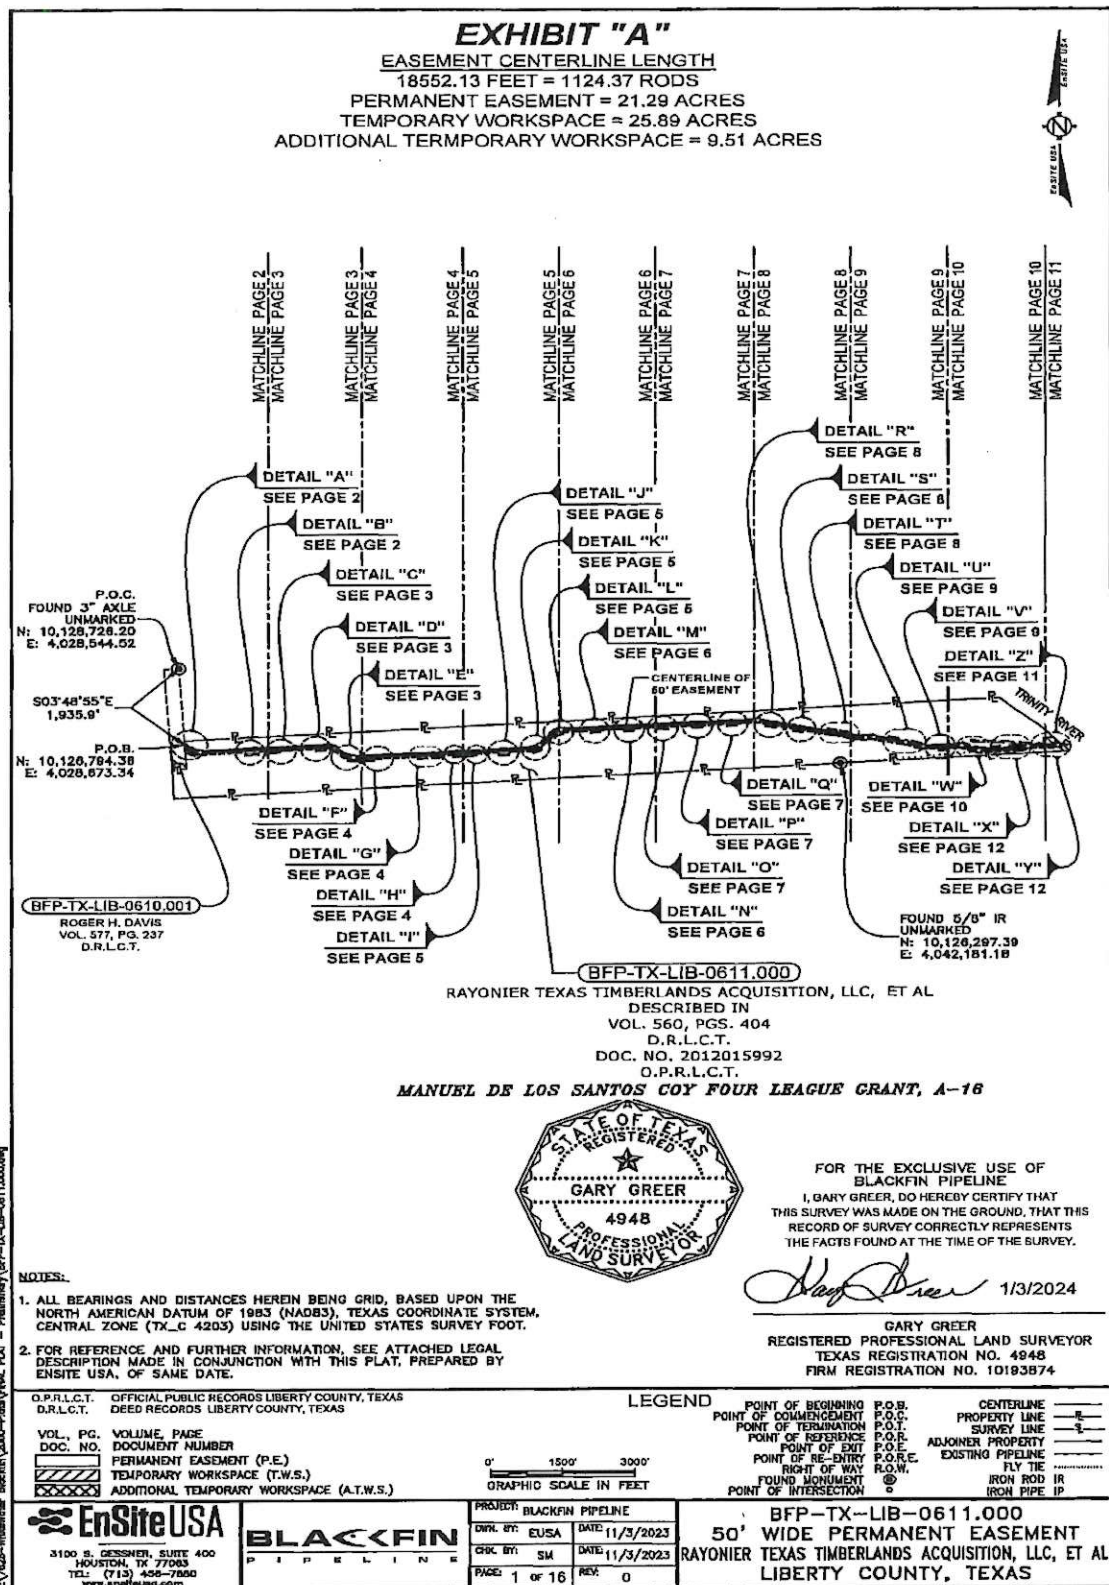 EXHIBIT "A"
EASEMENT CENTERLINE LENGTH
18552.13 FEET = 1124.37 RODS
PERMANENT EASEMENT = 21.29 ACRES
TEMPORARY WORKSPACE = 25.89 ACRES
ADDITIONAL TERMPORARY WORKSPACE = 9.51 ACRES
EnSITE USA
N
EnSITE USA
MATCHLINE PAGE 2
MATCHLINE PAGE 3
MATCHLINE PAGE 3
MATCHLINE PAGE 4
MATCHLINE PAGE 4
MATCHLINE PAGE 5
MATCHLINE PAGE 5
MATCHLINE PAGE 6
MATCHLINE PAGE 6
MATCHLINE PAGE 7
MATCHLINE PAGE 7
MATCHLINE PAGE 8
MATCHLINE PAGE 8
MATCHLINE PAGE 9
MATCHLINE PAGE 9
MATCHLINE PAGE 10
MATCHLINE PAGE 10
MATCHLINE PAGE 11
DETAIL "A"
SEE PAGE 2
DETAIL "B"
SEE PAGE 2
DETAIL "C"
SEE PAGE 3
DETAIL "D"
SEE PAGE 3
DETAIL "E"
SEE PAGE 3
DETAIL "J"
SEE PAGE 5
DETAIL "K"
SEE PAGE 5
DETAIL "L"
SEE PAGE 5
DETAIL "M"
SEE PAGE 6
DETAIL "R"
SEE PAGE 8
DETAIL "S"
SEE PAGE 8
DETAIL "T"
SEE PAGE 8
DETAIL "U"
SEE PAGE 9
DETAIL "V"
SEE PAGE 9
DETAIL "Z"
SEE PAGE 11
P.O.C.
FOUND 3" AXLE
UNMARKED
N: 10,128,726.20
E: 4,028,544.52
S03°48'55"E
1,935.9'
P.O.B.
N: 10,126,794.38
E: 4,028,673.34
CENTERLINE OF
50' EASEMENT
TRINITY RIVER
DETAIL "F"
SEE PAGE 4
DETAIL "G"
SEE PAGE 4
DETAIL "H"
SEE PAGE 4
DETAIL "I"
SEE PAGE 5
DETAIL "Q"
SEE PAGE 7
DETAIL "P"
SEE PAGE 7
DETAIL "O"
SEE PAGE 7
DETAIL "N"
SEE PAGE 6
DETAIL "W"
SEE PAGE 10
DETAIL "X"
SEE PAGE 12
DETAIL "Y"
SEE PAGE 12
BFP-TX-LIB-0610.001
ROGER H. DAVIS
VOL. 577, PG. 237
D.R.L.C.T.
FOUND 5/8" IR
UNMARKED
N: 10,126,297.39
E: 4,042,181.18
BFP-TX-LIB-0611.000
RAYONIER TEXAS TIMBERLANDS ACQUISITION, LLC, ET AL
DESCRIBED IN
VOL. 560, PGS. 404
D.R.L.C.T.
DOC. NO. 2012015992
O.P.R.L.C.T.
MANUEL DE LOS SANTOS COY FOUR LEAGUE GRANT, A-16
STATE OF TEXAS
REGISTERED
GARY GREER
4948
PROFESSIONAL
LAND SURVEYOR
FOR THE EXCLUSIVE USE OF
BLACKFIN PIPELINE
I, GARY GREER, DO HEREBY CERTIFY THAT
THIS SURVEY WAS MADE ON THE GROUND, THAT THIS
RECORD OF SURVEY CORRECTLY REPRESENTS
THE FACTS FOUND AT THE TIME OF THE SURVEY.
Gary Greer 1/3/2024
GARY GREER
REGISTERED PROFESSIONAL LAND SURVEYOR
TEXAS REGISTRATION NO. 4948
FIRM REGISTRATION NO. 10193874
NOTES:
1. ALL BEARINGS AND DISTANCES HEREIN BEING GRID, BASED UPON THE
NORTH AMERICAN DATUM OF 1983 (NAD83), TEXAS COORDINATE SYSTEM,
CENTRAL ZONE (TX_C 4203) USING THE UNITED STATES SURVEY FOOT.
2. FOR REFERENCE AND FURTHER INFORMATION, SEE ATTACHED LEGAL
DESCRIPTION MADE IN CONJUNCTION WITH THIS PLAT, PREPARED BY
ENSITE USA, OF SAME DATE.
O.P.R.L.C.T. OFFICIAL PUBLIC RECORDS LIBERTY COUNTY, TEXAS
D.R.L.C.T. DEED RECORDS LIBERTY COUNTY, TEXAS
VOL., PG. VOLUME, PAGE
DOC. NO. DOCUMENT NUMBER
PERMANENT EASEMENT (P.E.)
TEMPORARY WORKSPACE (T.W.S.)
ADDITIONAL TEMPORARY WORKSPACE (A.T.W.S.)
0' 1500' 3000'
GRAPHIC SCALE IN FEET
LEGEND
POINT OF BEGINNING P.O.B.
POINT OF COMMENCEMENT P.O.C.
POINT OF TERMINATION P.O.T.
POINT OF REFERENCE P.O.R.
POINT OF EXIT P.O.E.
POINT OF RE-ENTRY P.O.R.E.
RIGHT OF WAY R.O.W.
FOUND MONUMENT
POINT OF INTERSECTION
CENTERLINE
PROPERTY LINE
SURVEY LINE
ADJOINER PROPERTY
EXISTING PIPELINE
FLY TIE
IRON ROD IR
IRON PIPE IP
EnSiteUSA
3100 S. GESSNER, SUITE 400
HOUSTON, TX 77063
TEL: (713) 456-7880
www.ensiteusa.com
BLACKFIN
PIPELINE
PROJECT: BLACKFIN PIPELINE
DWN. BY: EUSA DATE: 11/3/2023
CHK. BY: SM DATE: 11/3/2023
PAGE: 1 OF 16 REV: 0
BFP-TX-LIB-0611.000
50' WIDE PERMANENT EASEMENT
RAYONIER TEXAS TIMBERLANDS ACQUISITION, LLC, ET AL
LIBERTY COUNTY, TEXAS